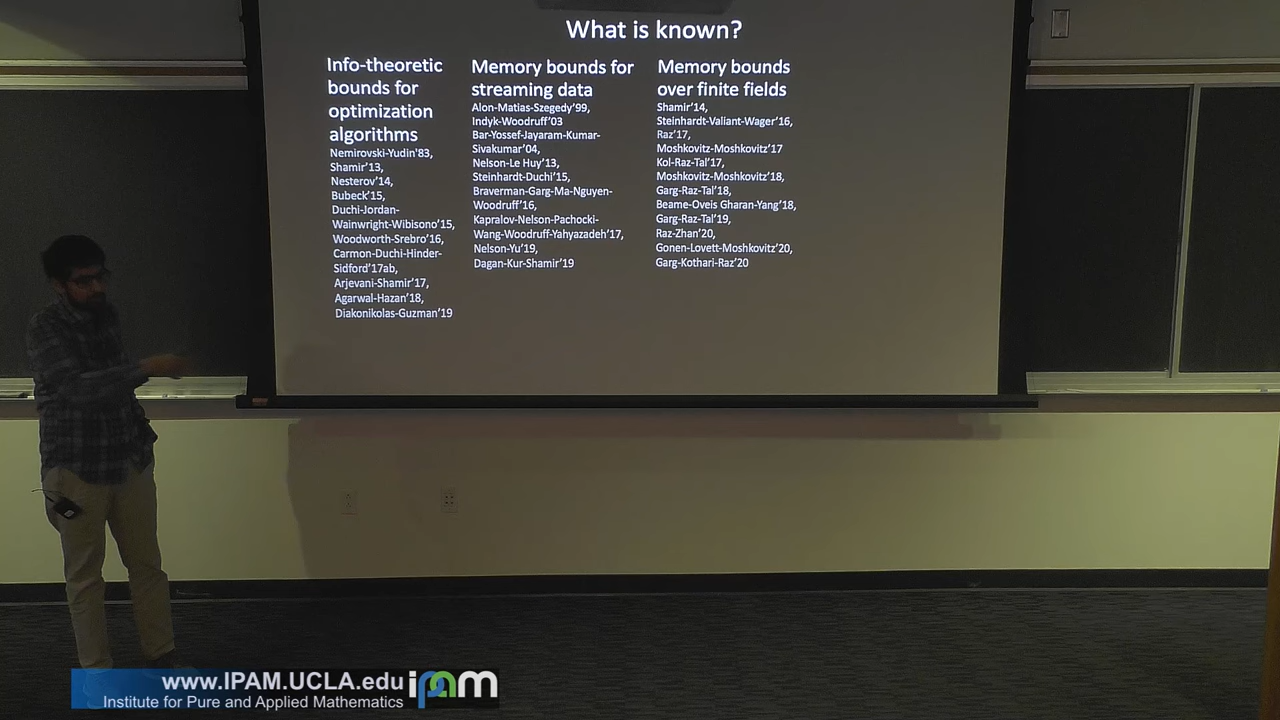 What is known?
Info-theoretic
bounds for
optimization
algorithms
Nemirovski-Yudin'83,
Shamir'13,
Nesterov'14,
Bubeck'15,
Duchi-Jordan-
Wainwright-Wibisono'15,
Woodworth-Srebro'16,
Carmon-Duchi-Hinder-
Sidford'17ab,
Arjevani-Shamir'17,
Agarwal-Hazan'18,
Diakonikolas-Guzman'19
Memory bounds for
streaming data
Alon-Matias-Szegedy'99,
Indyk-Woodruff'03
Bar-Yossef-Jayaram-Kumar-
Sivakumar'04,
Nelson-Le Huy'13,
Steinhardt-Duchi'15,
Braverman-Garg-Ma-Nguyen-
Woodruff'16,
Kapralov-Nelson-Pachocki-
Wang-Woodruff-Yahyazadeh'17,
Nelson-Yu'19,
Dagan-Kur-Shamir'19
Memory bounds
over finite fields
Shamir'14,
Steinhardt-Valiant-Wager'16,
Raz'17,
Moshkovitz-Moshkovitz'17
Kol-Raz-Tal'17,
Moshkovitz-Moshkovitz'18,
Garg-Raz-Tal'18,
Beame-Oveis Gharan-Yang'18,
Garg-Raz-Tal'19,
Raz-Zhan'20,
Gonen-Lovett-Moshkovitz'20,
Garg-Kothari-Raz'20
www.IPAM.UCLA.edu
Institute for Pure and Applied Mathematics
ipam